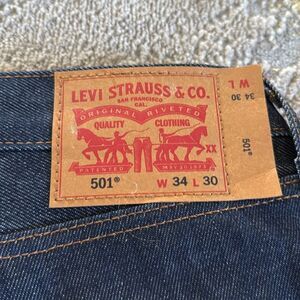 LEVI STRAUSS & CO.
SAN FRANCISCO
CAL.
ORIGINAL RIVETED
QUALITY CLOTHING
XX
PATENTED MAY 20 1873
501® W 34 L 30
W L
34 30
501®